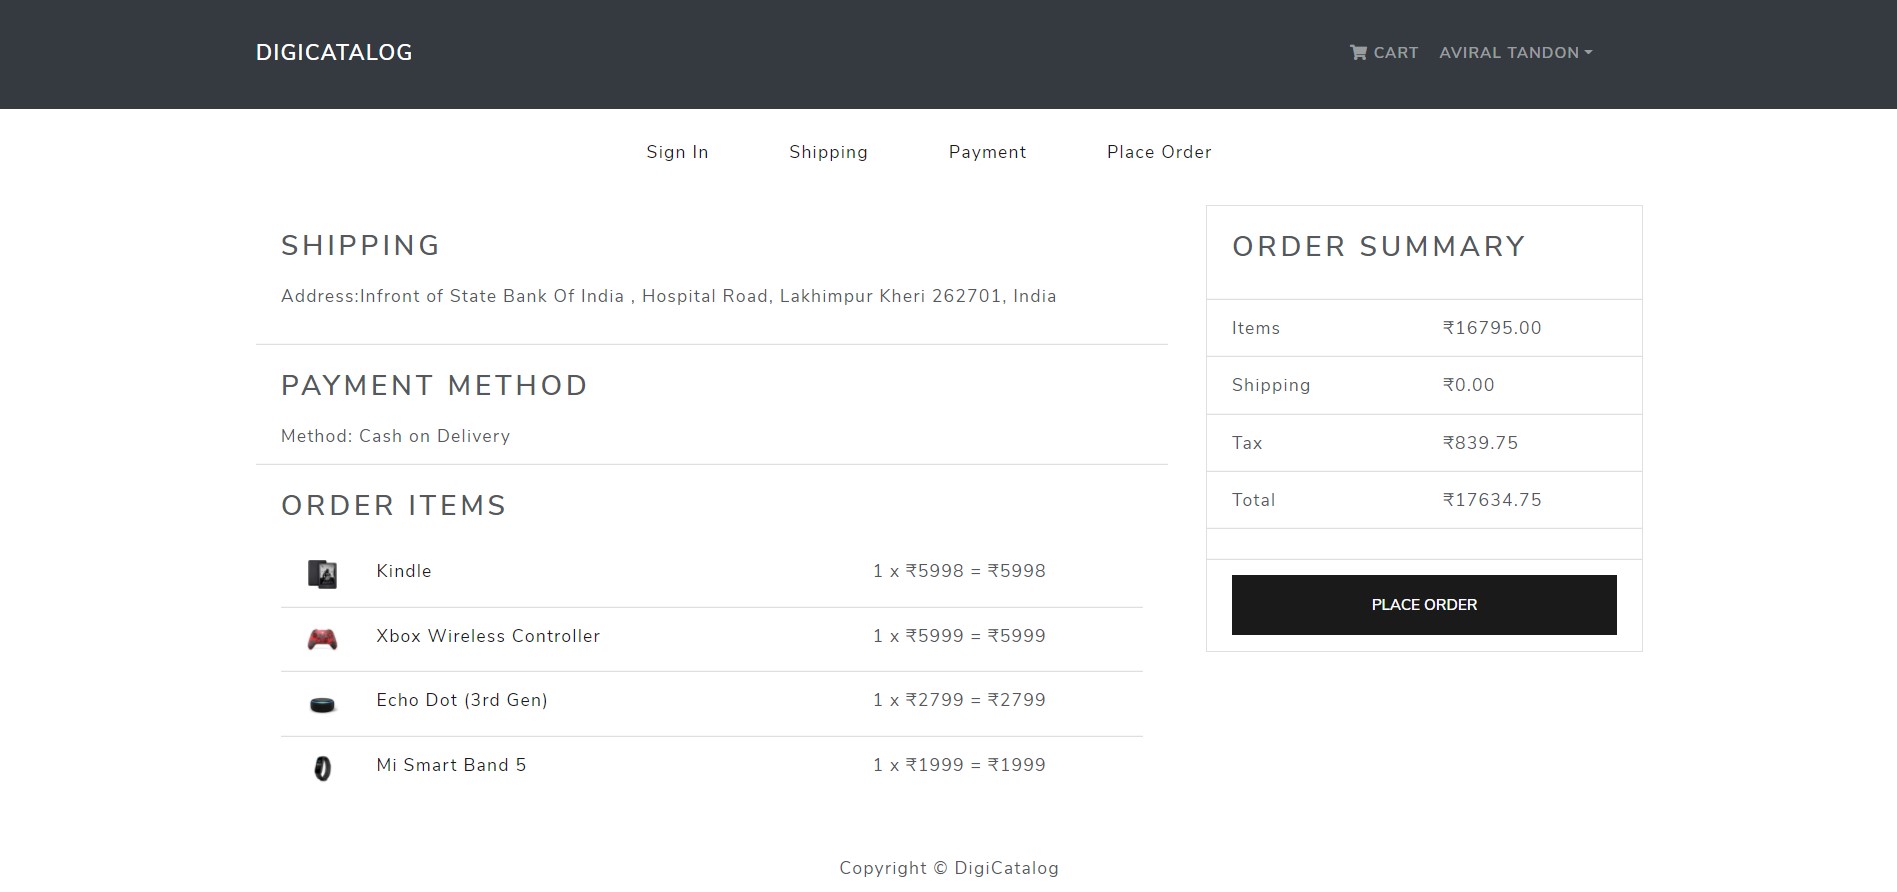 DIGICATALOG
CART AVIRAL TANDON
Sign In Shipping Payment Place Order
SHIPPING
Address:Infront of State Bank Of India , Hospital Road, Lakhimpur Kheri 262701, India
PAYMENT METHOD
Method: Cash on Delivery
ORDER ITEMS
Kindle 1 x ₹5998 = ₹5998
Xbox Wireless Controller 1 x ₹5999 = ₹5999
Echo Dot (3rd Gen) 1 x ₹2799 = ₹2799
Mi Smart Band 5 1 x ₹1999 = ₹1999
ORDER SUMMARY
Items ₹16795.00
Shipping ₹0.00
Tax ₹839.75
Total ₹17634.75
PLACE ORDER
Copyright © DigiCatalog